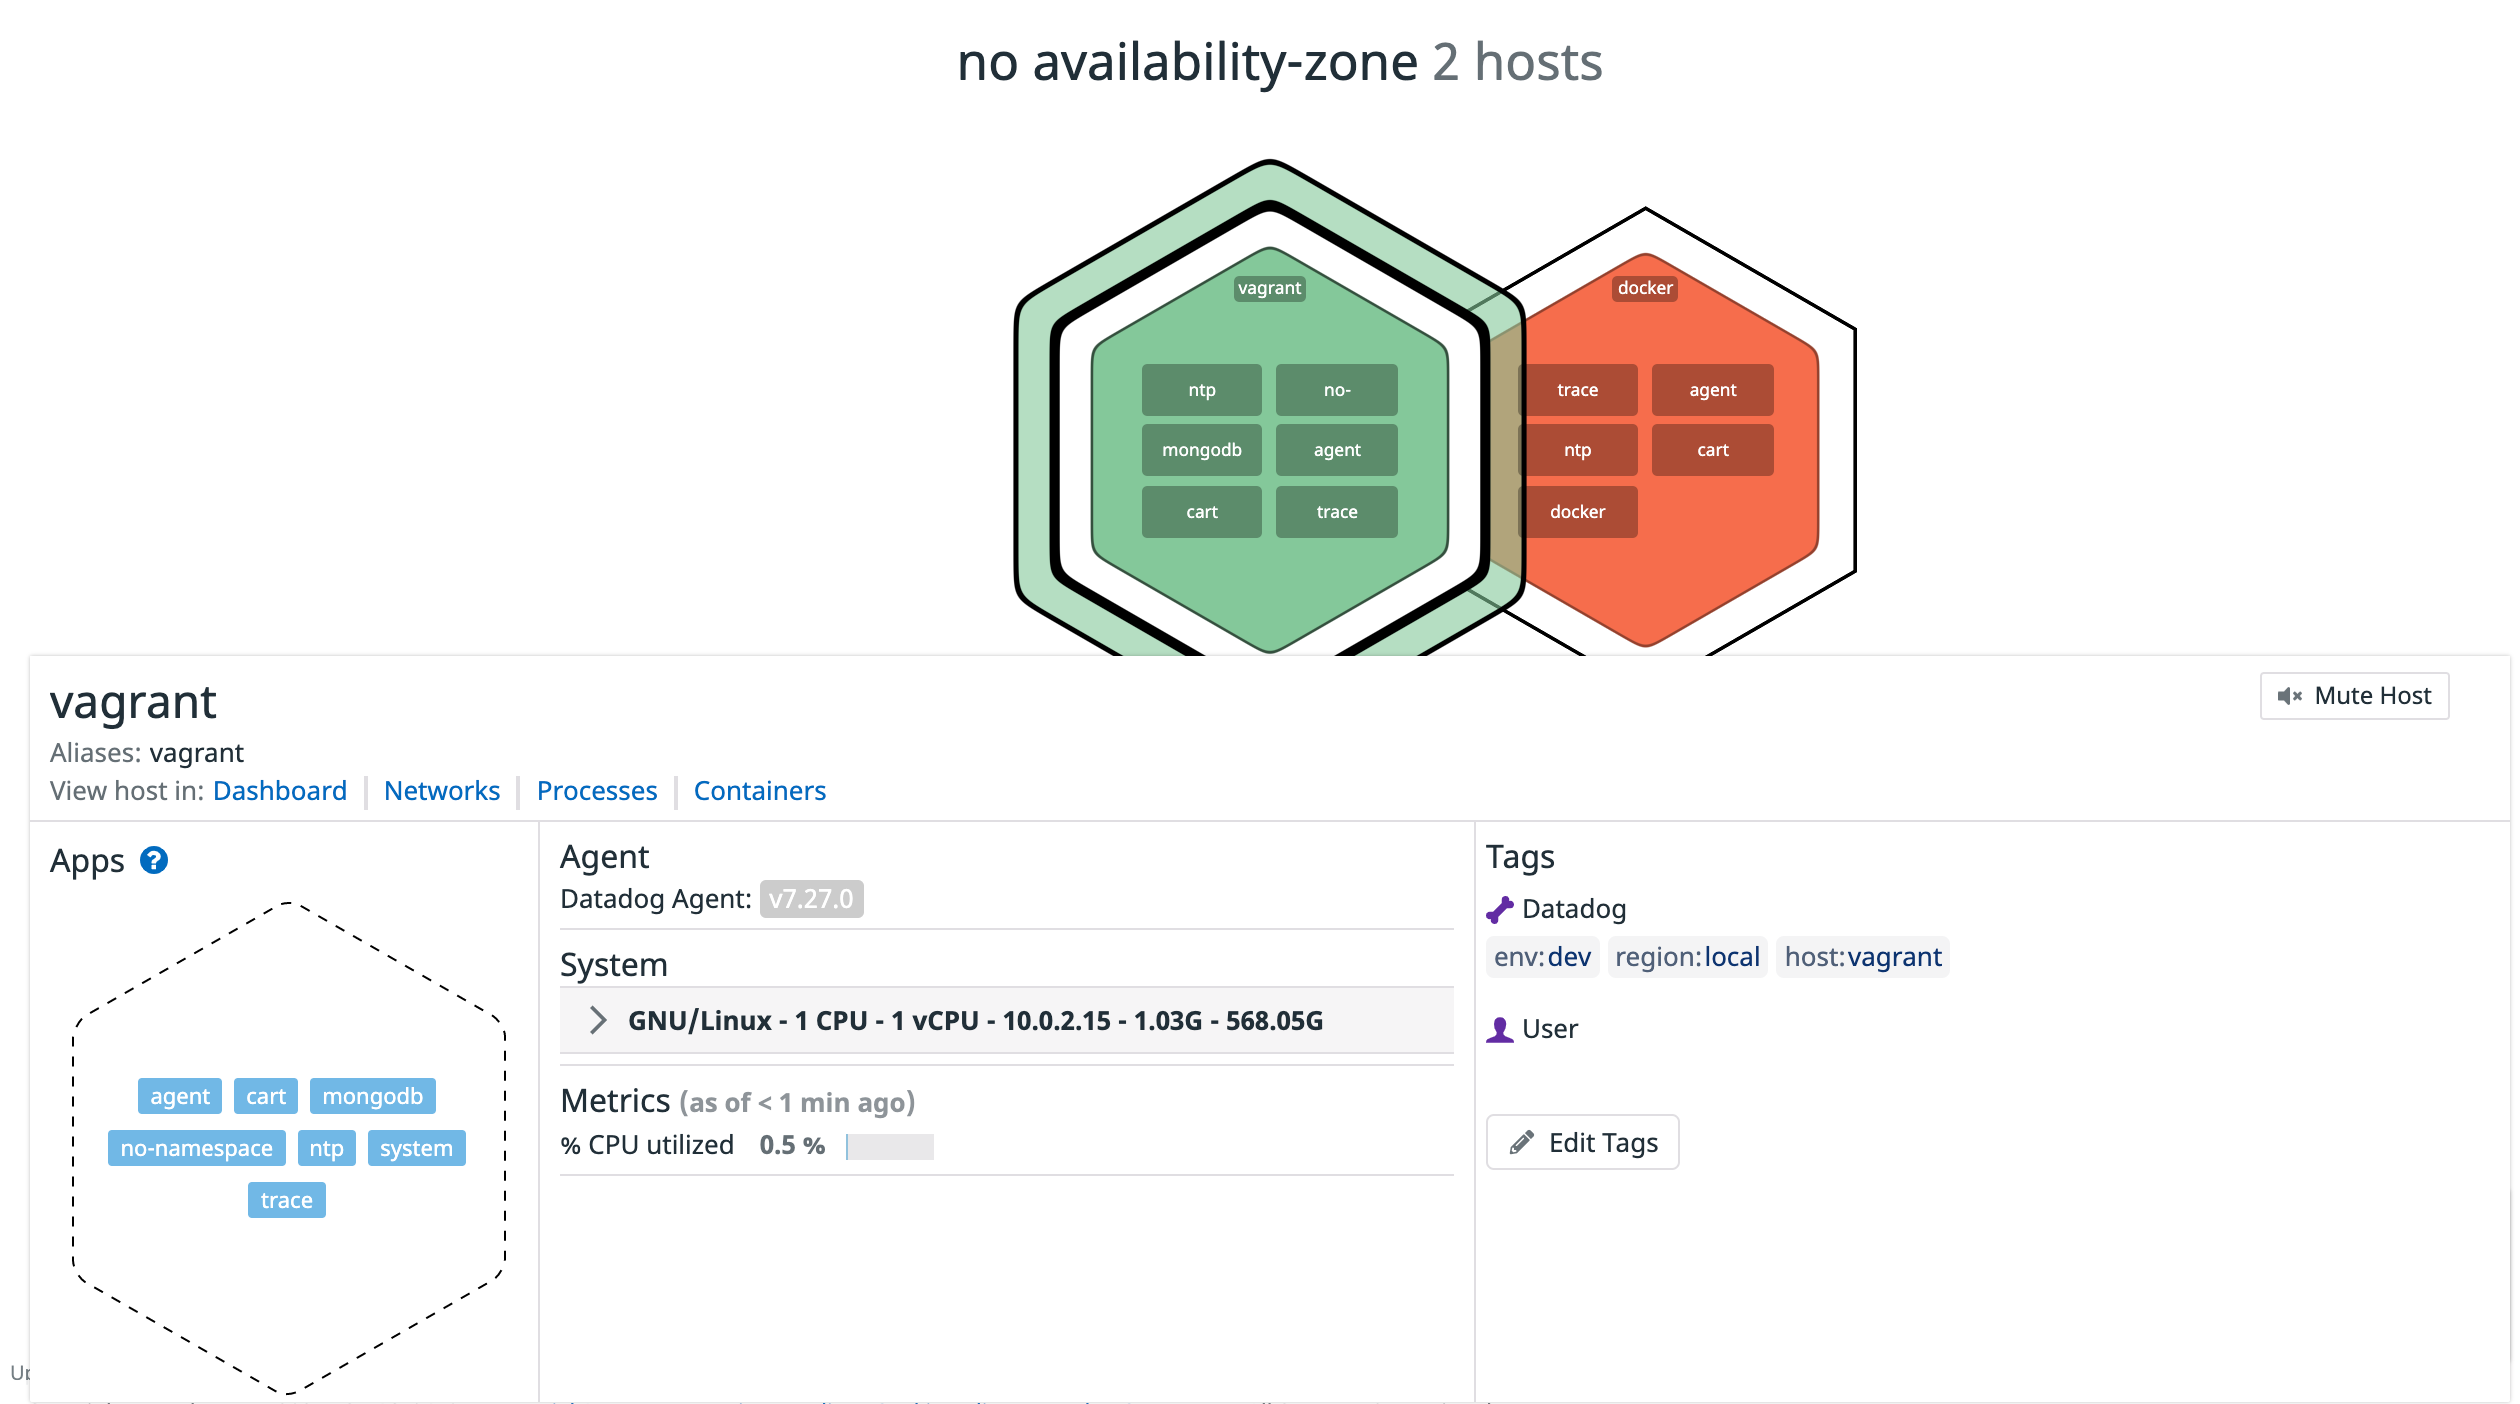 no availability-zone 2 hosts
vagrant
docker
ntp no-
trace agent
mongodb agent
ntp cart
cart trace
docker
vagrant
Mute Host
Aliases: vagrant
View host in: Dashboard Networks Processes Containers
Apps ?
agent cart mongodb
no-namespace ntp system
trace
Agent
Datadog Agent: v7.27.0
System
GNU/Linux - 1 CPU - 1 vCPU - 10.0.2.15 - 1.03G - 568.05G
Metrics (as of < 1 min ago)
% CPU utilized 0.5 %
Tags
Datadog
env:dev region:local host:vagrant
User
Edit Tags